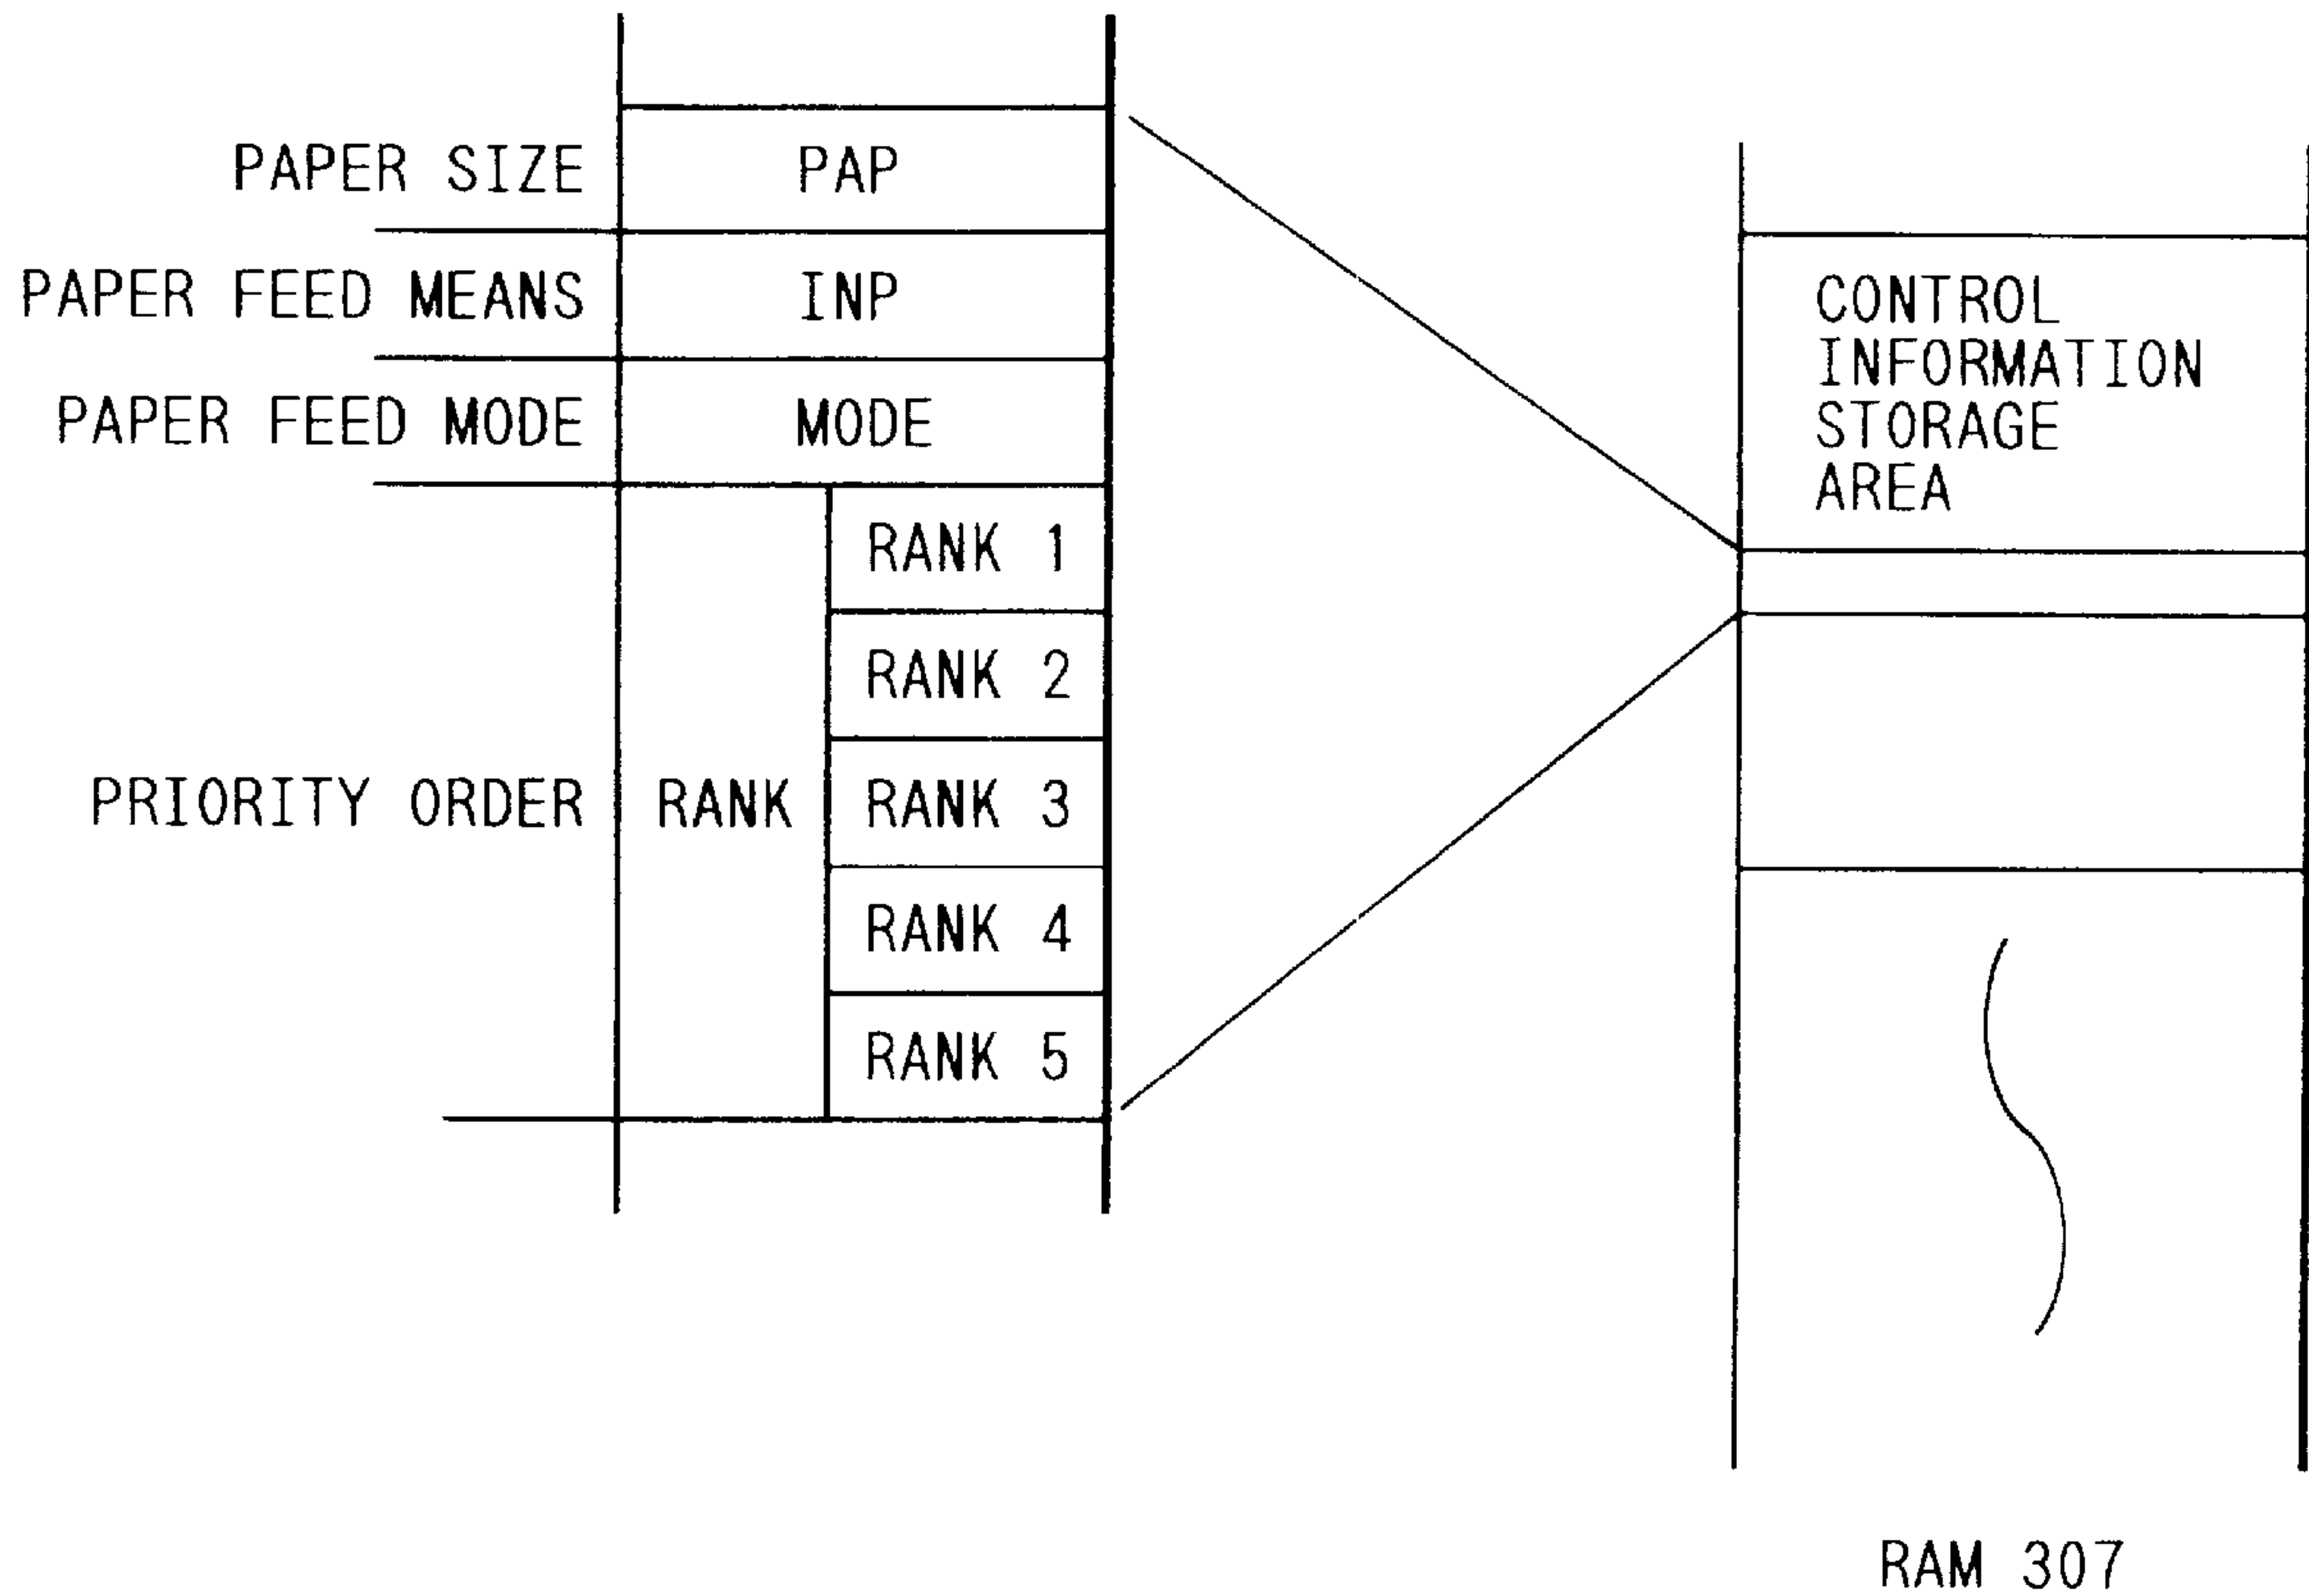 PAPER SIZE PAP
PAPER FEED MEANS INP
PAPER FEED MODE MODE
PRIORITY ORDER RANK
RANK 1
RANK 2
RANK 3
RANK 4
RANK 5
CONTROL
INFORMATION
STORAGE
AREA
RAM 307